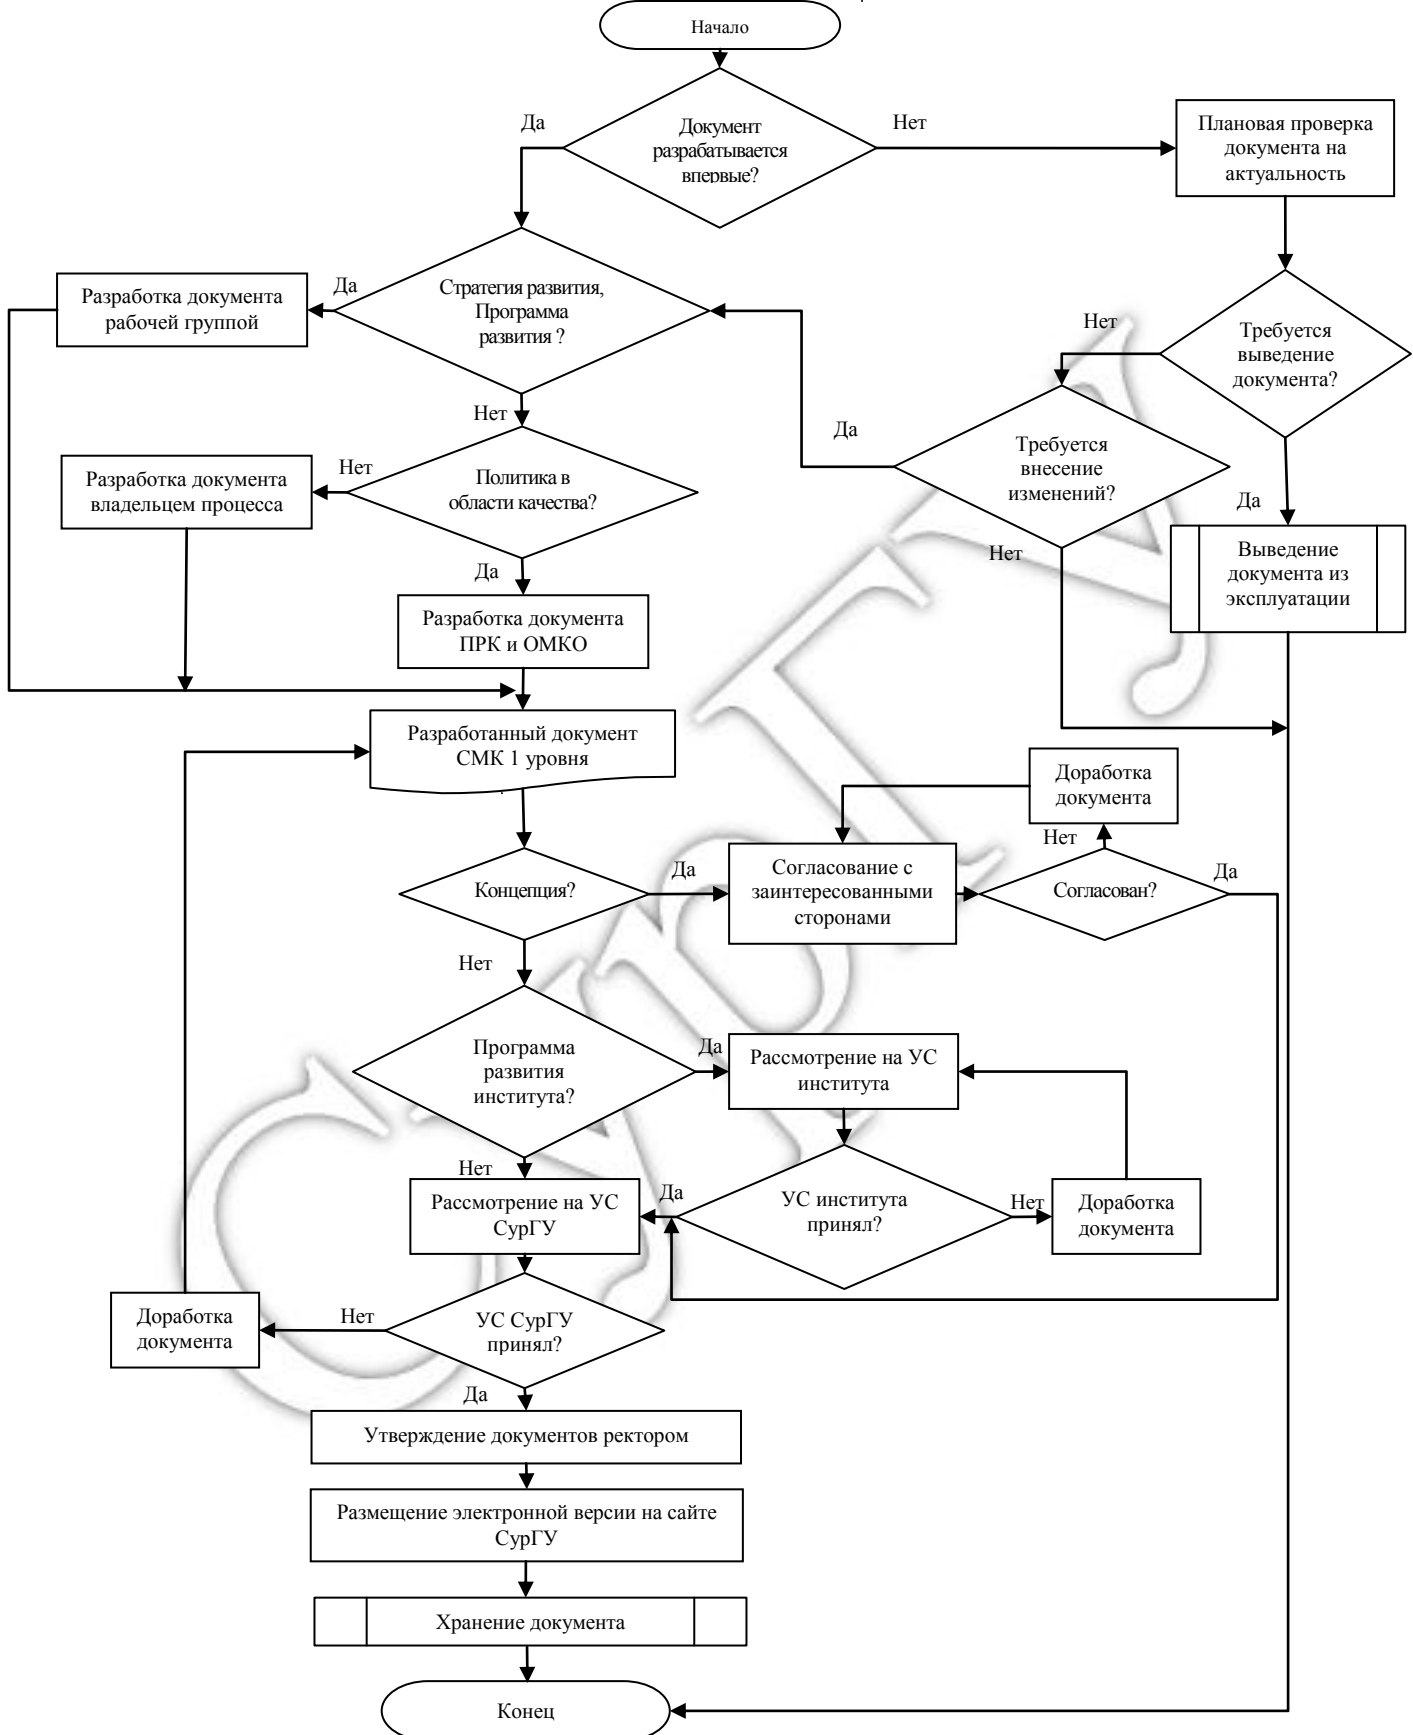 Начало
Да
Нет
Документ
разрабатывается
впервые?
Плановая проверка
документа на
актуальность
Разработка документа
рабочей группой
Да
Стратегия развития,
Программа
развития ?
Нет
Требуется
выведение
документа?
Нет
Да
Требуется
внесение
изменений?
Разработка документа
владельцем процесса
Нет
Политика в
области качества?
Да
Нет
Выведение
документа из
эксплуатации
Да
Разработка документа
ПРК и ОМКО
Разработанный документ
СМК 1 уровня
Доработка
документа
Нет
Концепция?
Да
Согласование с
заинтересованными
сторонами
Согласован?
Да
Нет
Программа
развития
института?
Да
Рассмотрение на УС
института
Нет
Рассмотрение на УС
СурГУ
Да
УС института
принял?
Нет
Доработка
документа
Доработка
документа
Нет
УС СурГУ
принял?
Да
Утверждение документов ректором
Размещение электронной версии на сайте
СурГУ
Хранение документа
Конец
СурГУ